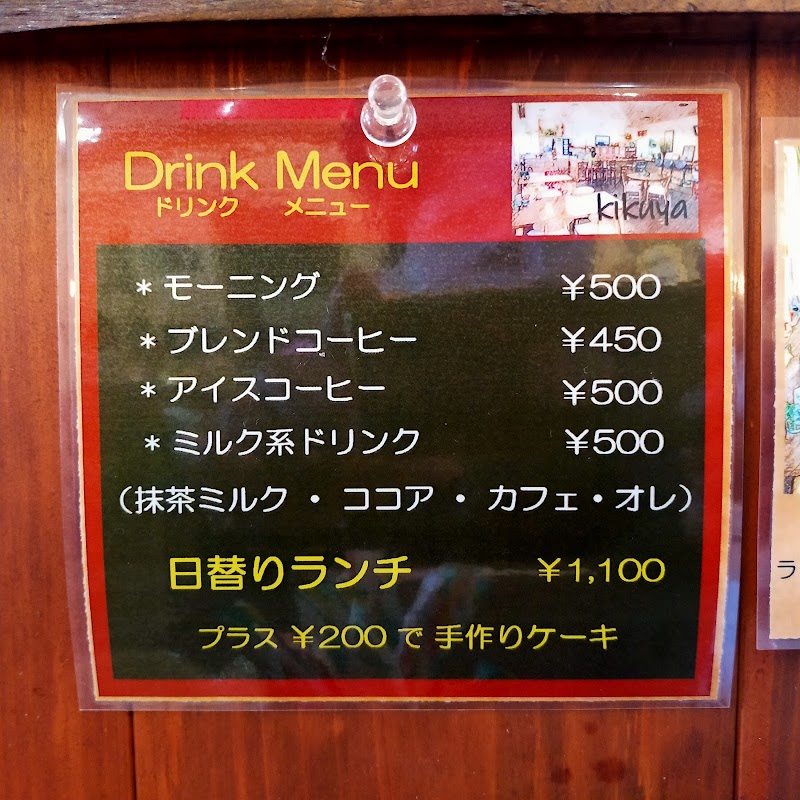 Drink Menu
ドリンク メニュー
kikuya
* モーニング ¥500
* ブレンドコーヒー ¥450
* アイスコーヒー ¥500
* ミルク系ドリンク ¥500
(抹茶ミルク ・ ココア ・ カフェ・オレ)
日替りランチ ¥1,100
プラス ¥200 で 手作りケーキ
ラ